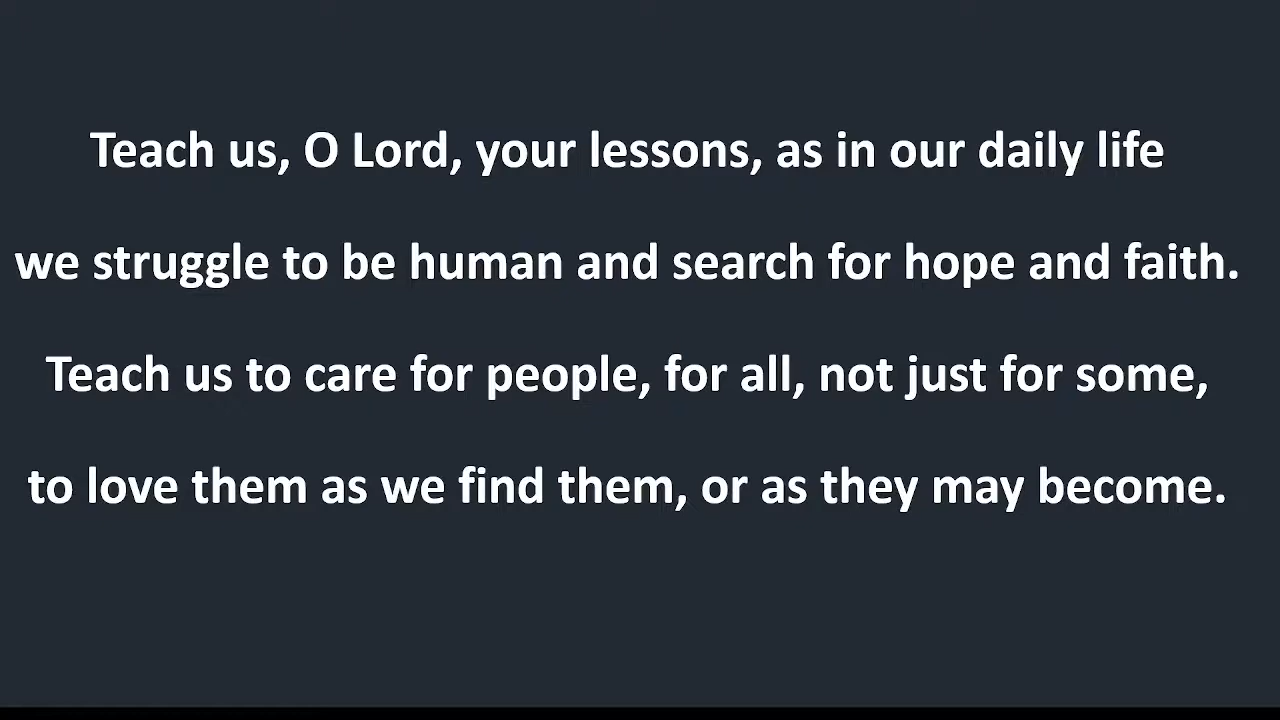 Teach us, O Lord, your lessons, as in our daily life
we struggle to be human and search for hope and faith.
Teach us to care for people, for all, not just for some,
to love them as we find them, or as they may become.